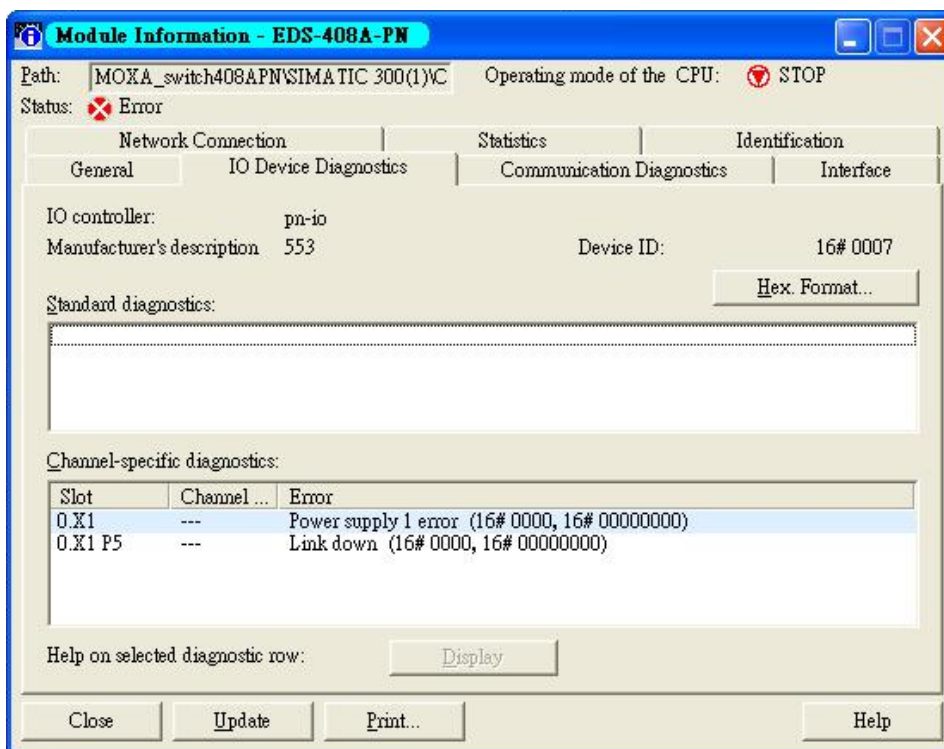 Module Information - EDS-408A-PN
Path: MOXA_switch408APN\SIMATIC 300(1)\C Operating mode of the CPU: STOP
Status: Error
Network Connection Statistics Identification
General IO Device Diagnostics Communication Diagnostics Interface
IO controller: pn-io
Manufacturer's description 553 Device ID: 16# 0007
Hex. Format...
Standard diagnostics:
Channel-specific diagnostics:
Slot Channel ... Error
0.X1 --- Power supply 1 error (16# 0000, 16# 00000000)
0.X1 P5 --- Link down (16# 0000, 16# 00000000)
Help on selected diagnostic row: Display
Close Update Print... Help